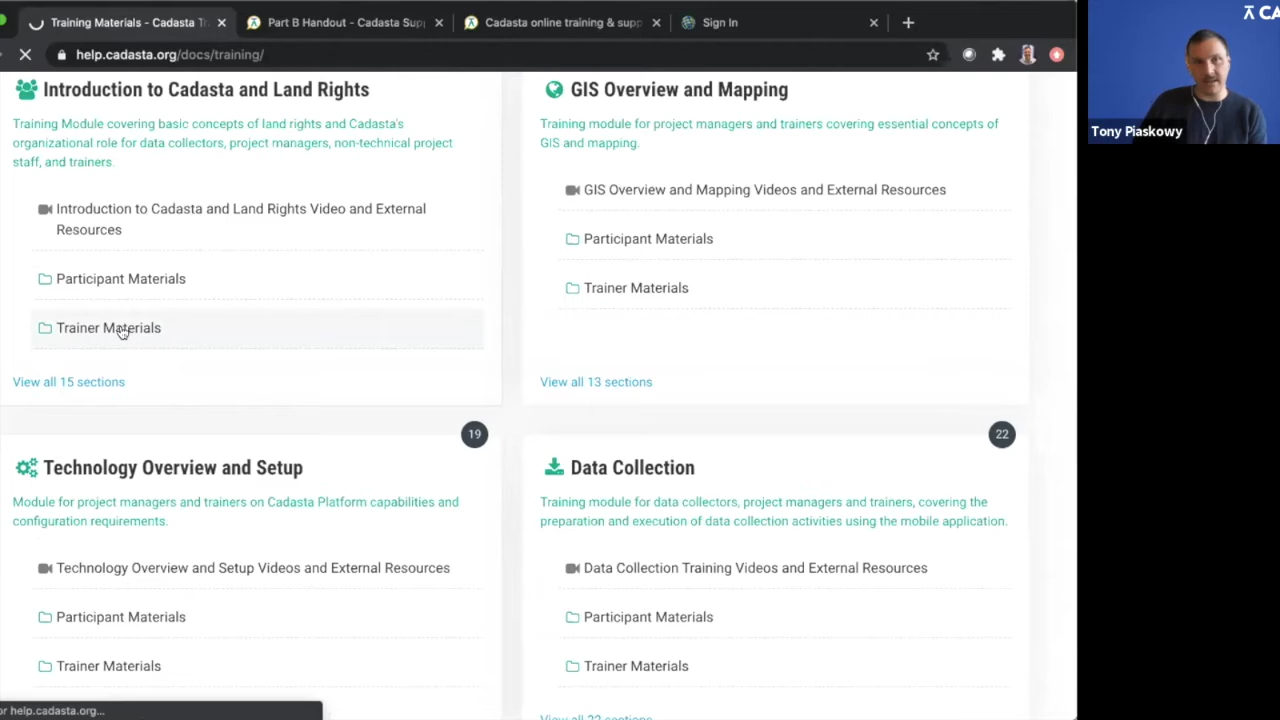 Training Materials - Cadasta Tr
Part B Handout - Cadasta Sup
Cadasta online training & supp
Sign In
help.cadasta.org/docs/training/
CA
Tony Piaskowy
Introduction to Cadasta and Land Rights
Training Module covering basic concepts of land rights and Cadasta's
organizational role for data collectors, project managers, non-technical project
staff, and trainers.
Introduction to Cadasta and Land Rights Video and External
Resources
Participant Materials
Trainer Materials
View all 15 sections
GIS Overview and Mapping
Training module for project managers and trainers covering essential concepts of
GIS and mapping.
GIS Overview and Mapping Videos and External Resources
Participant Materials
Trainer Materials
View all 13 sections
19
Technology Overview and Setup
Module for project managers and trainers on Cadasta Platform capabilities and
configuration requirements.
Technology Overview and Setup Videos and External Resources
Participant Materials
Trainer Materials
22
Data Collection
Training module for data collectors, project managers and trainers, covering the
preparation and execution of data collection activities using the mobile application.
Data Collection Training Videos and External Resources
Participant Materials
Trainer Materials
View all 22 sections
or help.cadasta.org...